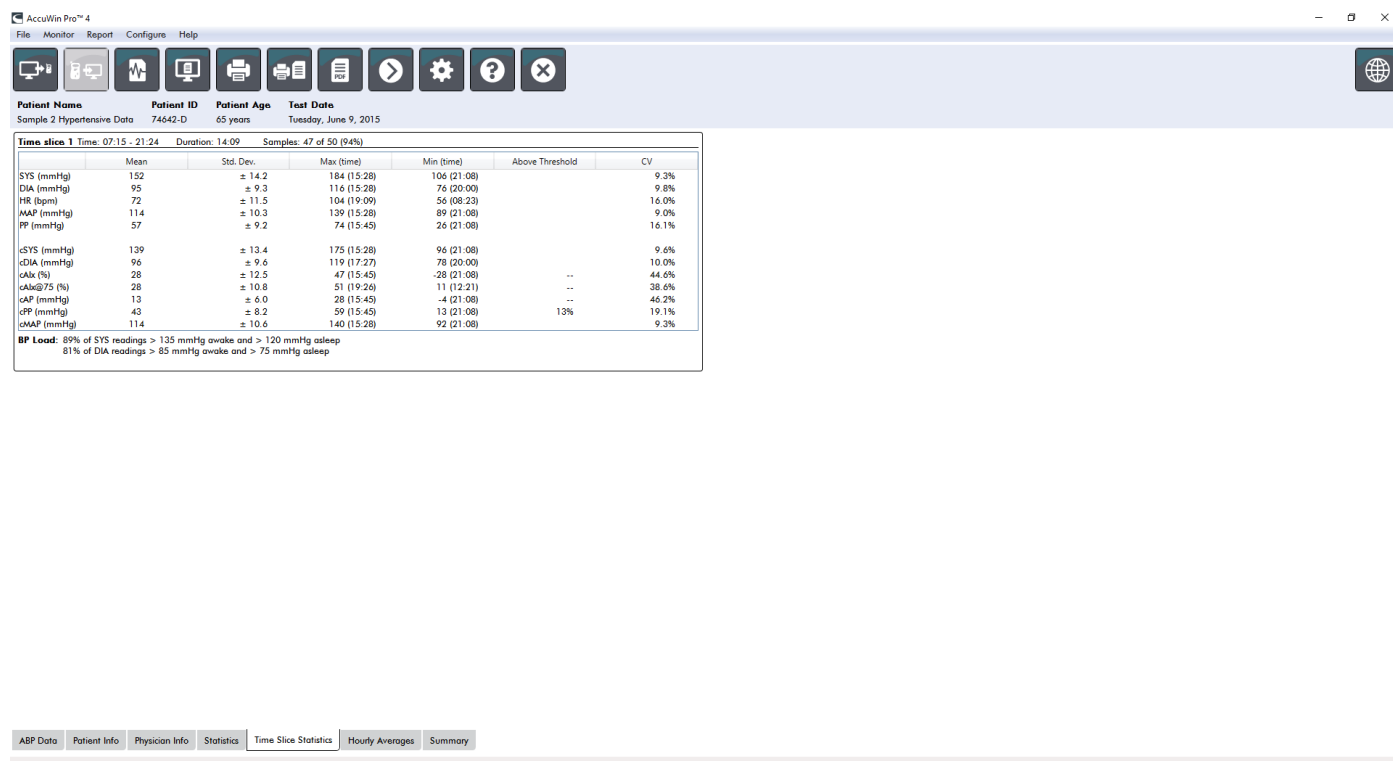 AccuWin Pro™ 4
File Monitor Report Configure Help
PDF
Patient Name Patient ID Patient Age Test Date
Sample 2 Hypertensive Data 74642-D 65 years Tuesday, June 9, 2015
Time slice 1 Time: 07:15 - 21:24 Duration: 14:09 Samples: 47 of 50 (94%)
Mean Std. Dev. Max (time) Min (time) Above Threshold CV
SYS (mmHg) 152 ± 14.2 184 (15:28) 106 (21:08) 9.3%
DIA (mmHg) 95 ± 9.3 116 (15:28) 76 (20:00) 9.8%
HR (bpm) 72 ± 11.5 104 (19:09) 56 (08:23) 16.0%
MAP (mmHg) 114 ± 10.3 139 (15:28) 89 (21:08) 9.0%
PP (mmHg) 57 ± 9.2 74 (15:45) 26 (21:08) 16.1%
cSYS (mmHg) 139 ± 13.4 175 (15:28) 96 (21:08) 9.6%
cDIA (mmHg) 96 ± 9.6 119 (17:27) 78 (20:00) 10.0%
cAIx (%) 28 ± 12.5 47 (15:45) -28 (21:08) -- 44.6%
cAIx@75 (%) 28 ± 10.8 51 (19:26) 11 (12:21) -- 38.6%
cAP (mmHg) 13 ± 6.0 28 (15:45) -4 (21:08) -- 46.2%
cPP (mmHg) 43 ± 8.2 59 (15:45) 13 (21:08) 13% 19.1%
cMAP (mmHg) 114 ± 10.6 140 (15:28) 92 (21:08) 9.3%
BP Load: 89% of SYS readings > 135 mmHg awake and > 120 mmHg asleep
81% of DIA readings > 85 mmHg awake and > 75 mmHg asleep
ABP Data Patient Info Physician Info Statistics Time Slice Statistics Hourly Averages Summary